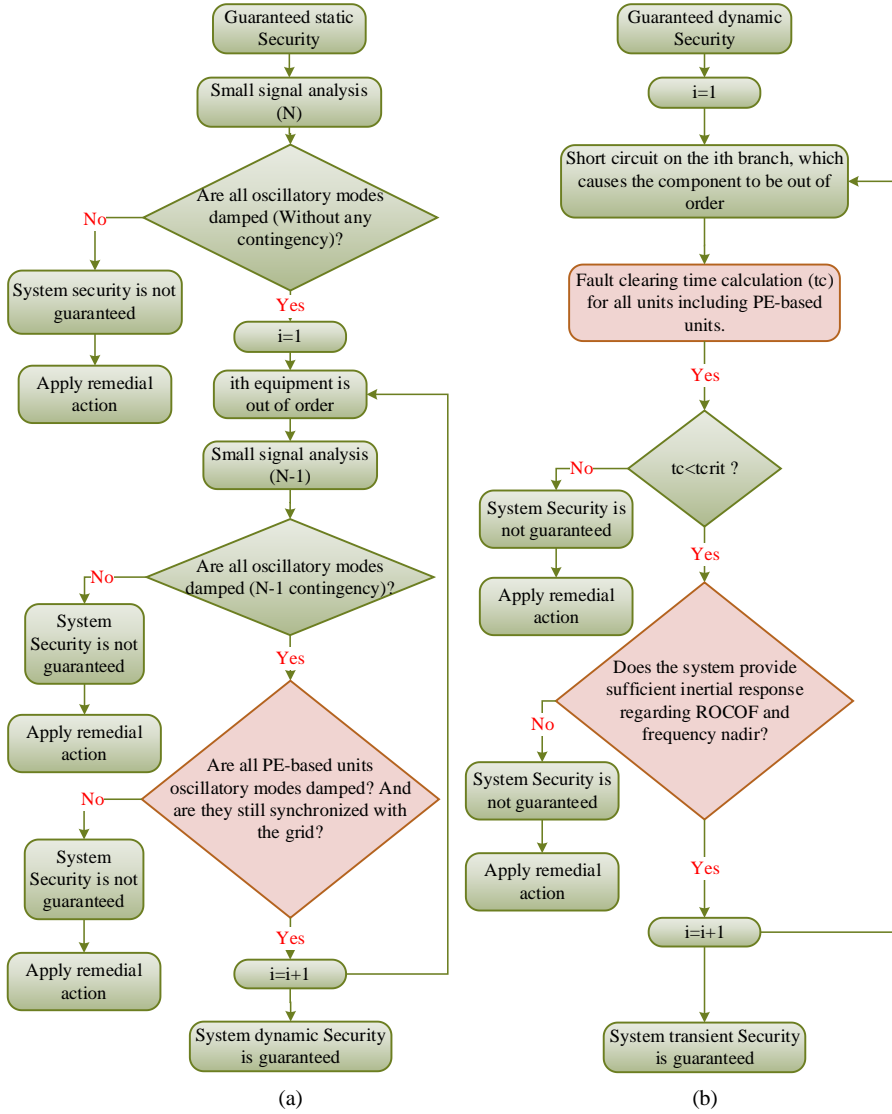 Guaranteed static
Security
Small signal analysis
(N)
Are all oscillatory modes
damped (Without any
contingency)?
No
System security is not
guaranteed
Apply remedial
action
Yes
i=1
ith equipment is
out of order
Small signal analysis
(N-1)
Are all oscillatory modes
damped (N-1 contingency)?
No
System
Security is not
guaranteed
Apply remedial
action
Yes
Are all PE-based units
oscillatory modes damped? And
are they still synchronized with
the grid?
No
System
Security is not
guaranteed
Apply remedial
action
Yes
i=i+1
System dynamic Security
is guaranteed
(a)
Guaranteed dynamic
Security
i=1
Short circuit on the ith branch, which
causes the component to be out of
order
Fault clearing time calculation (tc)
for all units including PE-based
units.
Yes
tc<tcrit ?
No
System Security is
not guaranteed
Apply remedial
action
Yes
Does the system provide
sufficient inertial response
regarding ROCOF and
frequency nadir?
No
System Security is
not guaranteed
Apply remedial
action
Yes
i=i+1
System transient Security
is guaranteed
(b)